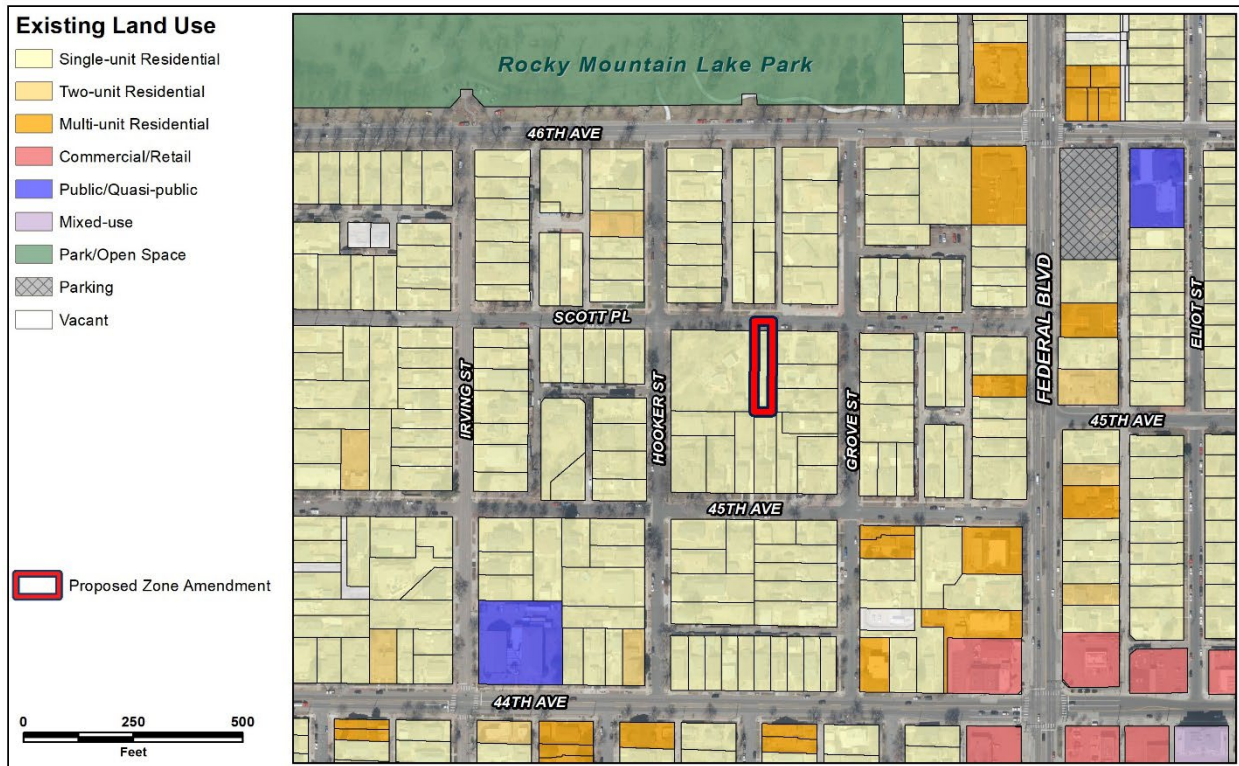 Existing Land Use
Single-unit Residential
Two-unit Residential
Multi-unit Residential
Commercial/Retail
Public/Quasi-public
Mixed-use
Park/Open Space
Parking
Vacant
Proposed Zone Amendment
0 250 500
Feet
Rocky Mountain Lake Park
46TH AVE
SCOTT PL
IRVING ST
HOOKER ST
GROVE ST
FEDERAL BLVD
ELIOT ST
45TH AVE
45TH AVE
44TH AVE